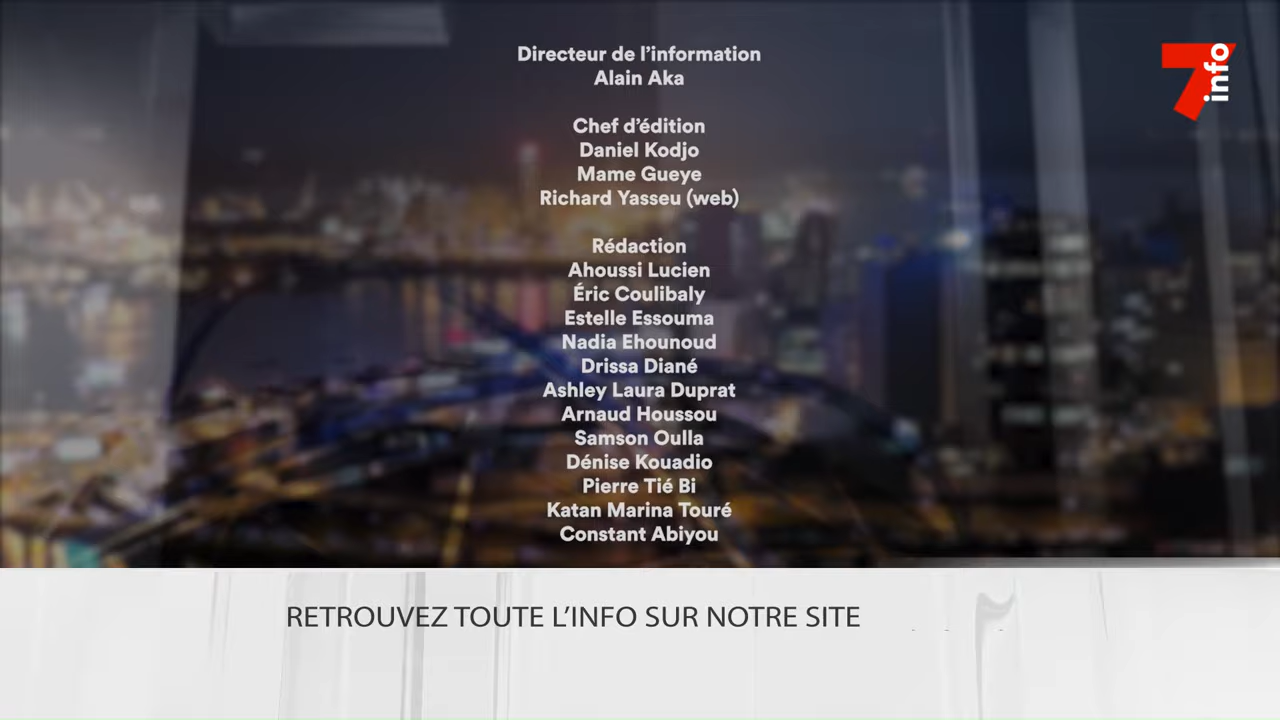 Directeur de l'information
Alain Aka
Chef d'édition
Daniel Kodjo
Mame Gueye
Richard Yasseu (web)
Rédaction
Ahoussi Lucien
Éric Coulibaly
Estelle Essouma
Nadia Ehounoud
Drissa Diané
Ashley Laura Duprat
Arnaud Houssou
Samson Oulla
Dénise Kouadio
Pierre Tié Bi
Katan Marina Touré
Constant Abiyou
7 info
RETROUVEZ TOUTE L'INFO SUR NOTRE SITE